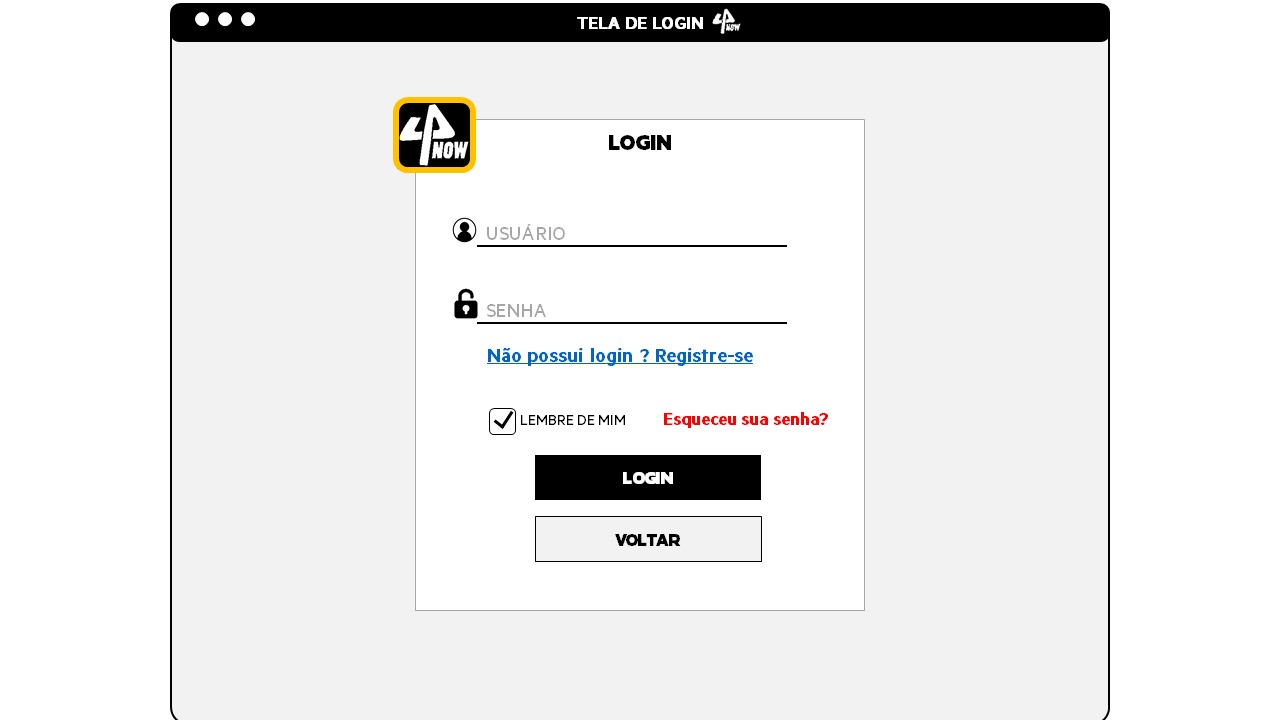 TELA DE LOGIN 4P NOW
4P NOW
LOGIN
USUÁRIO
SENHA
Não possui login ? Registre-se
LEMBRE DE MIM Esqueceu sua senha?
LOGIN
VOLTAR